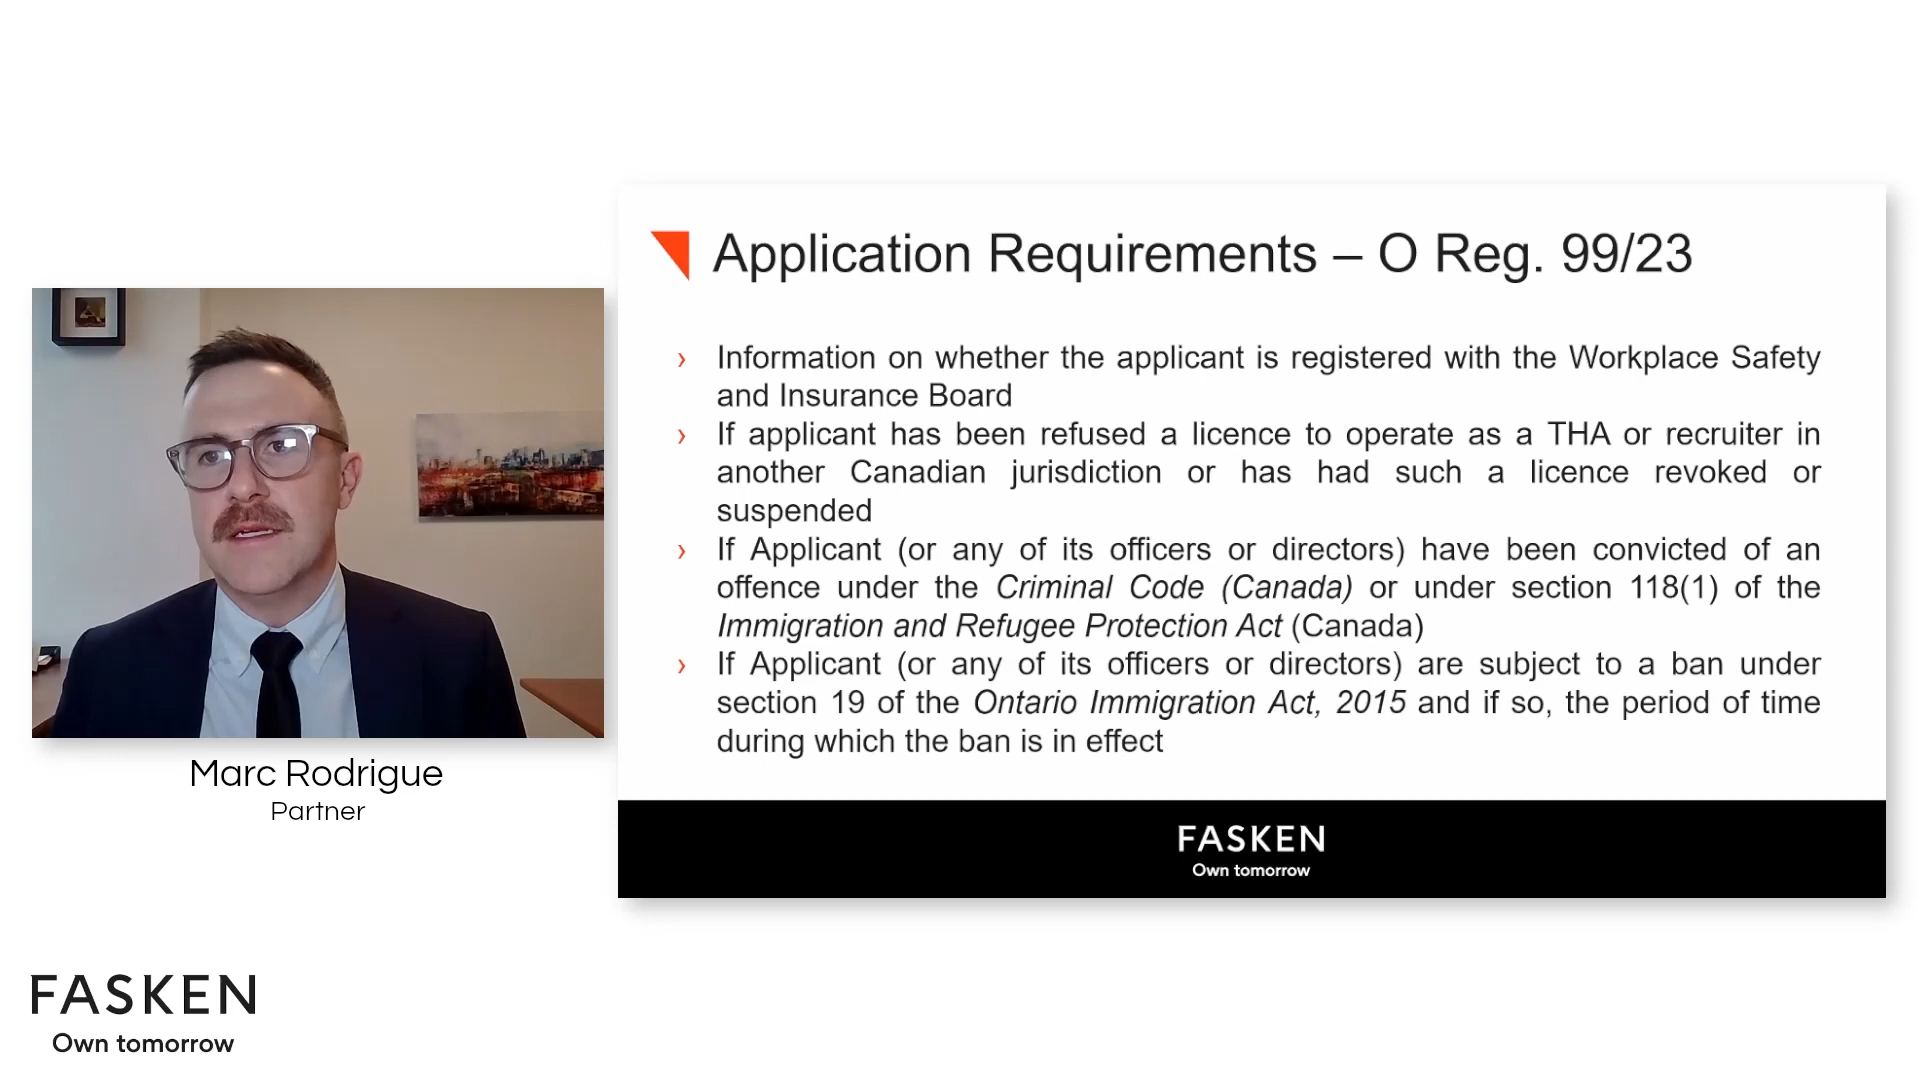 Application Requirements – O Reg. 99/23
› Information on whether the applicant is registered with the Workplace Safety
and Insurance Board
› If applicant has been refused a licence to operate as a THA or recruiter in
another Canadian jurisdiction or has had such a licence revoked or
suspended
› If Applicant (or any of its officers or directors) have been convicted of an
offence under the Criminal Code (Canada) or under section 118(1) of the
Immigration and Refugee Protection Act (Canada)
› If Applicant (or any of its officers or directors) are subject to a ban under
section 19 of the Ontario Immigration Act, 2015 and if so, the period of time
during which the ban is in effect
FASKEN
Own tomorrow
Marc Rodrigue
Partner
FASKEN
Own tomorrow